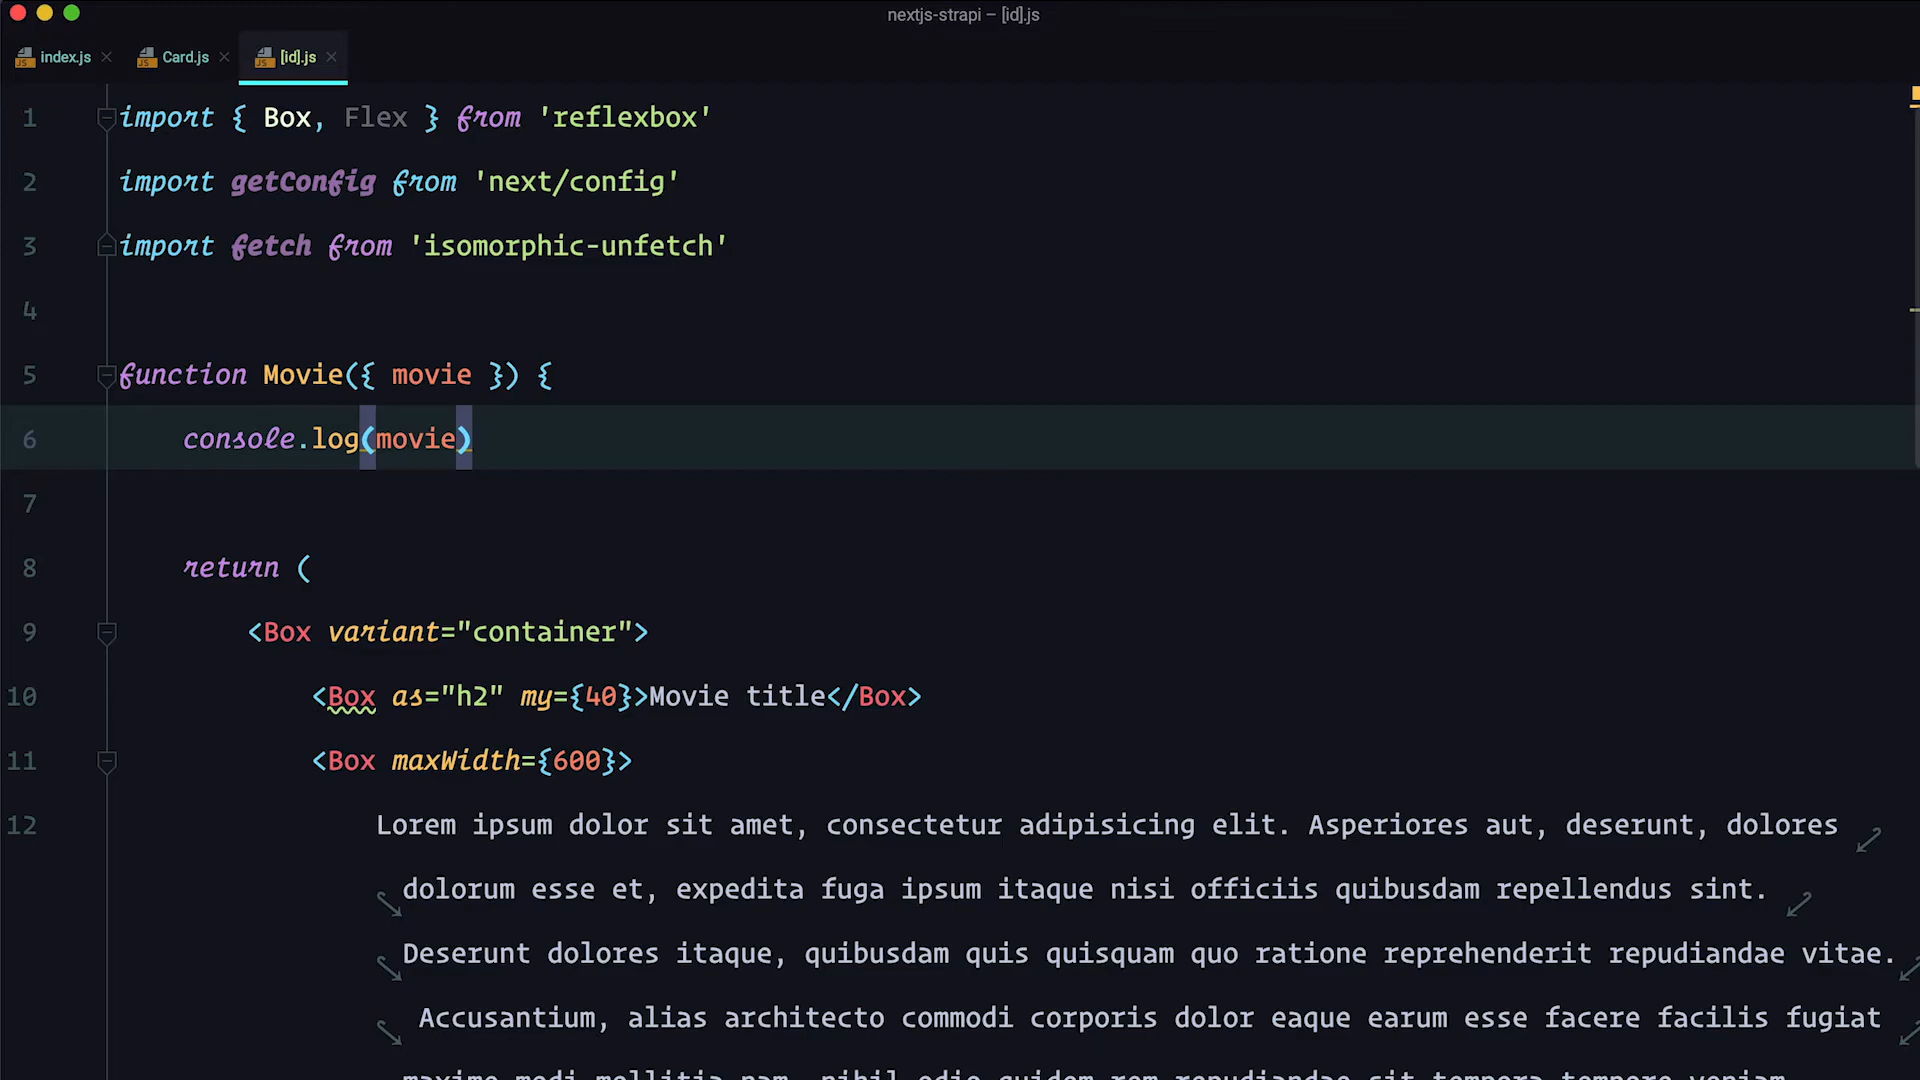 nextjs-strapi – [id].js
index.js
Card.js
[id].js
1 import { Box, Flex } from 'reflexbox'
2 import getConfig from 'next/config'
3 import fetch from 'isomorphic-unfetch'
4
5 function Movie({ movie }) {
6 console.log(movie)
7
8 return (
9 <Box variant="container">
10 <Box as="h2" my={40}>Movie title</Box>
11 <Box maxWidth={600}>
12 Lorem ipsum dolor sit amet, consectetur adipisicing elit. Asperiores aut, deserunt, dolores
dolorum esse et, expedita fuga ipsum itaque nisi officiis quibusdam repellendus sint.
Deserunt dolores itaque, quibusdam quis quisquam quo ratione reprehenderit repudiandae vitae.
Accusantium, alias architecto commodi corporis dolor eaque earum esse facere facilis fugiat